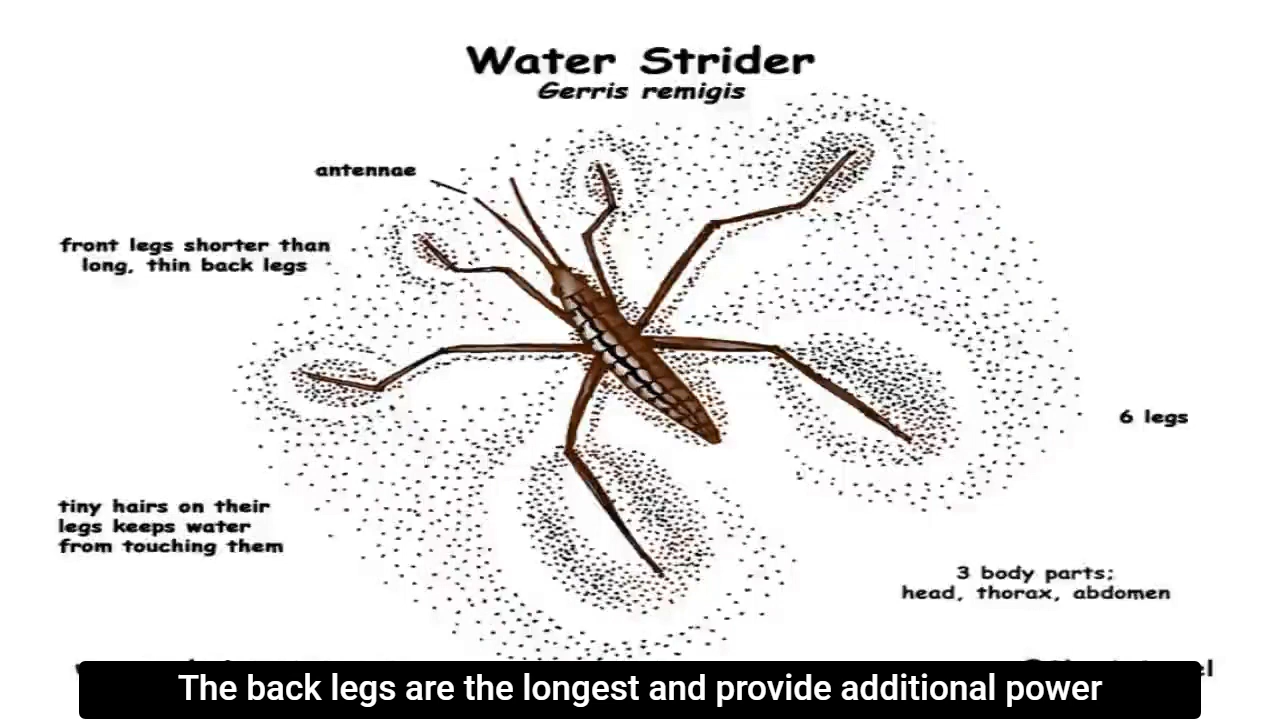 Water Strider
Gerris remigis
antennae
front legs shorter than
long, thin back legs
6 legs
tiny hairs on their
legs keeps water
from touching them
3 body parts;
head, thorax, abdomen
The back legs are the longest and provide additional power